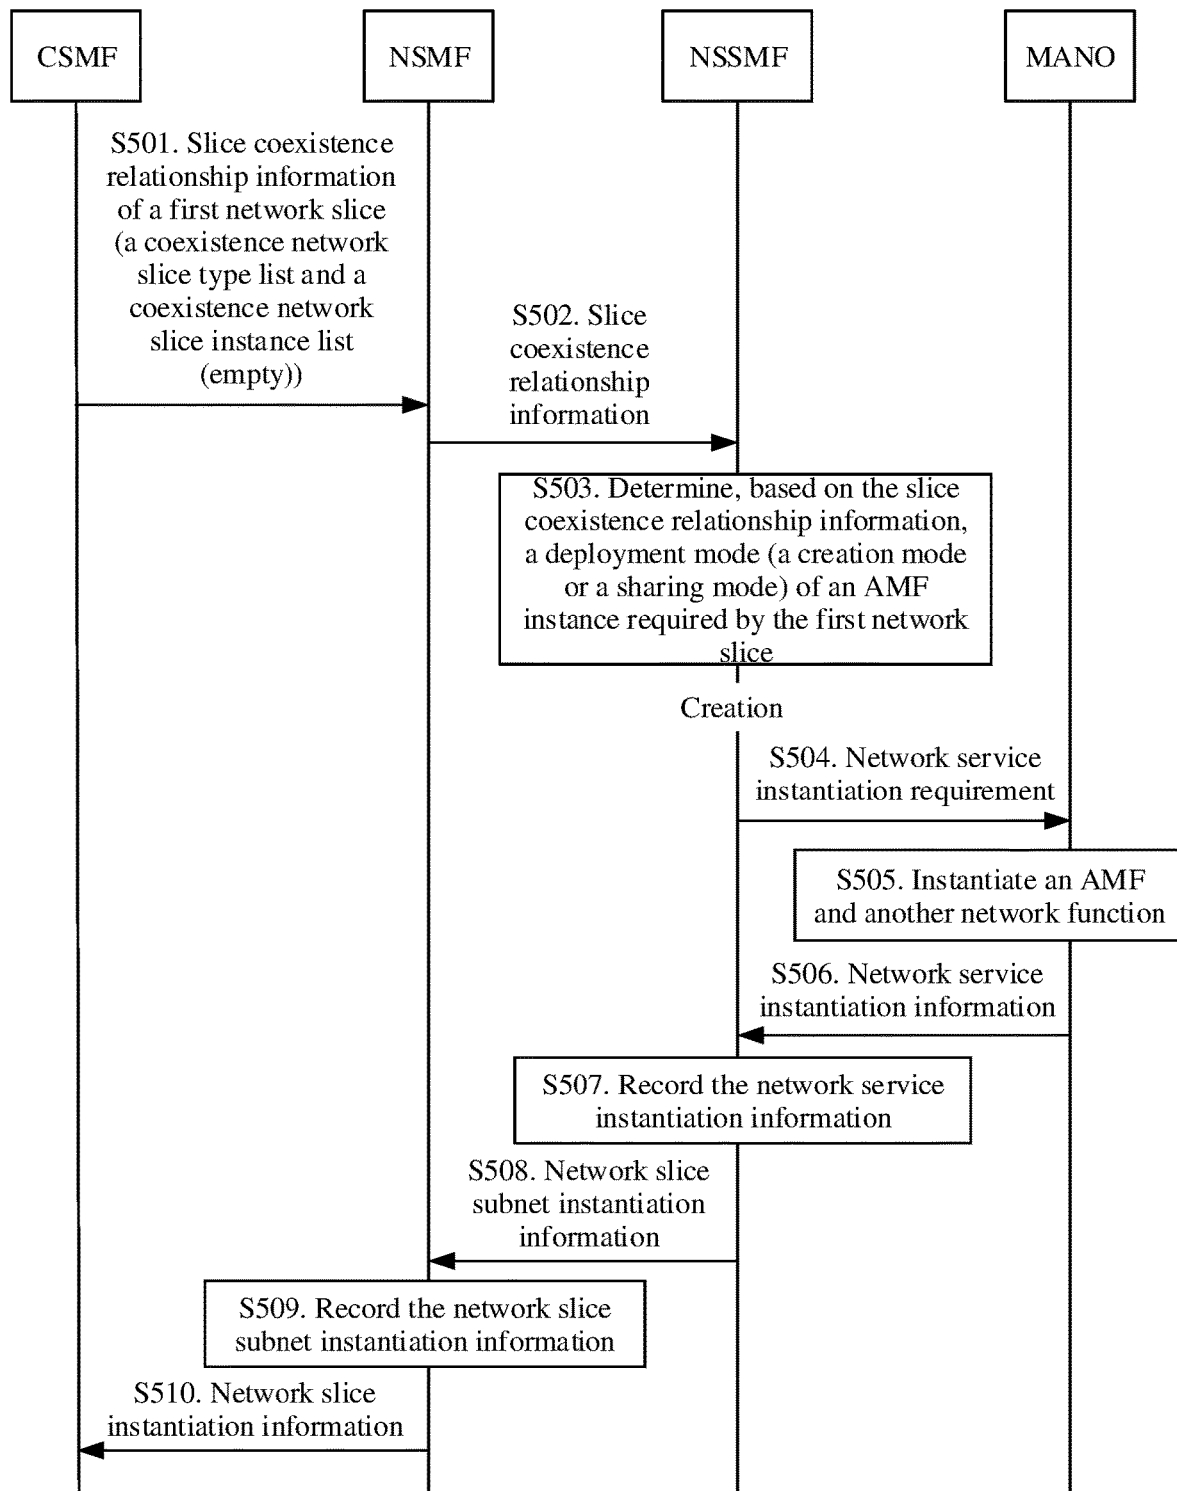 CSMF
NSMF
NSSMF
MANO
S501. Slice coexistence
relationship information
of a first network slice
(a coexistence network
slice type list and a
coexistence network
slice instance list
(empty))
S502. Slice
coexistence
relationship
information
S503. Determine, based on the slice
coexistence relationship information,
a deployment mode (a creation mode
or a sharing mode) of an AMF
instance required by the first network
slice
Creation
S504. Network service
instantiation requirement
S505. Instantiate an AMF
and another network function
S506. Network service
instantiation information
S507. Record the network service
instantiation information
S508. Network slice
subnet instantiation
information
S509. Record the network slice
subnet instantiation information
S510. Network slice
instantiation information